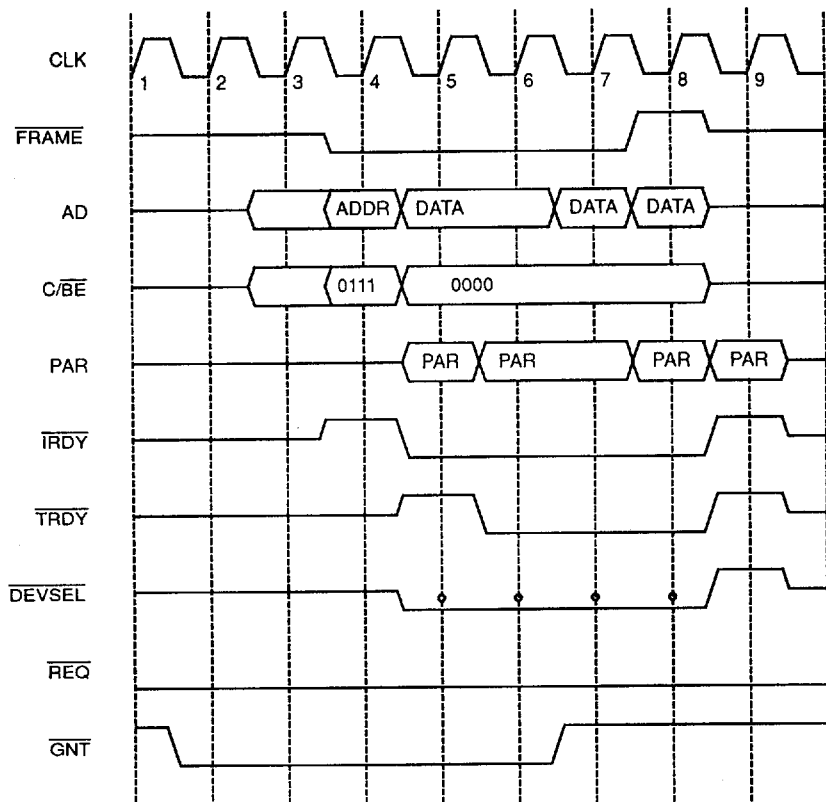 CLK
1 2 3 4 5 6 7 8 9
FRAME
AD ADDR DATA DATA DATA
C/BE 0111 0000
PAR PAR PAR PAR PAR
IRDY
TRDY
DEVSEL
REQ
GNT